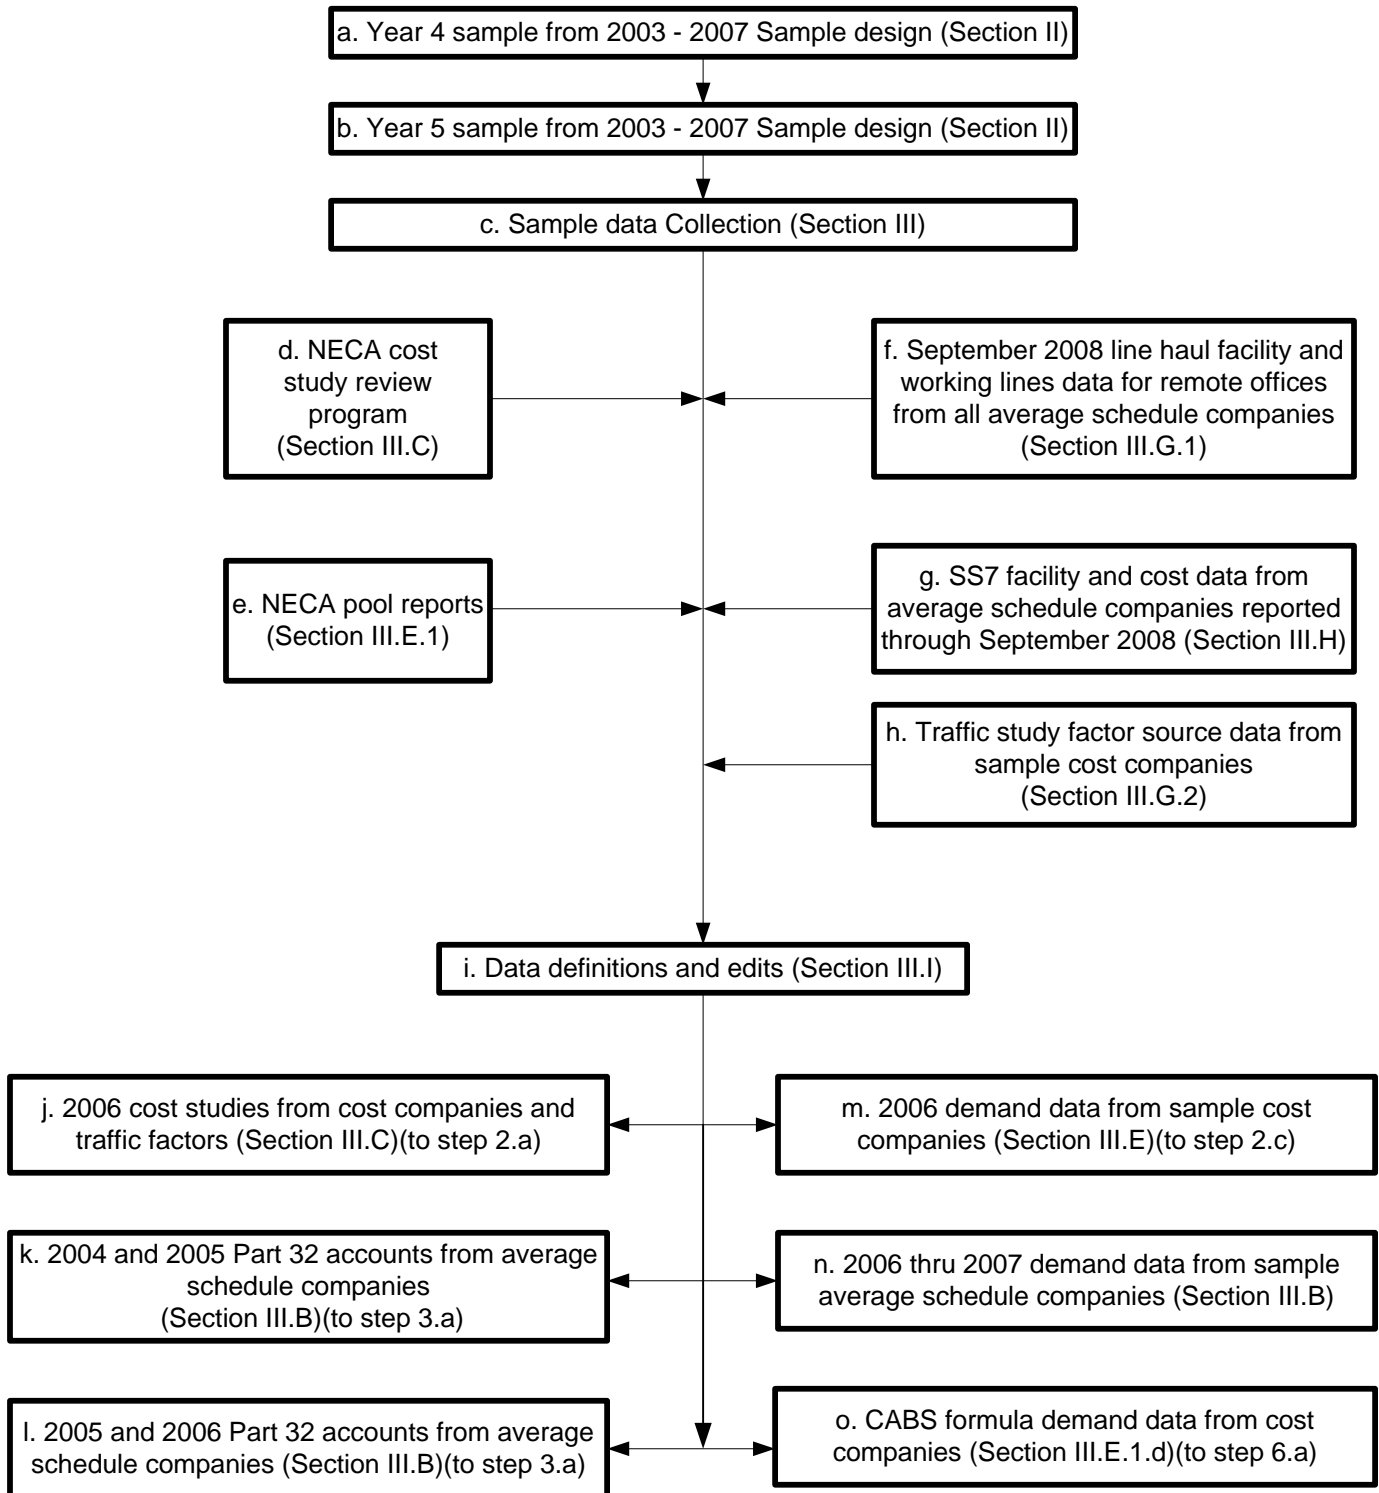 a. Year 4 sample from 2003 - 2007 Sample design (Section II)
b. Year 5 sample from 2003 - 2007 Sample design (Section II)
c. Sample data Collection (Section III)
d. NECA cost
study review
program
(Section III.C)
f. September 2008 line haul facility and
working lines data for remote offices
from all average schedule companies
(Section III.G.1)
e. NECA pool reports
(Section III.E.1)
g. SS7 facility and cost data from
average schedule companies reported
through September 2008 (Section III.H)
h. Traffic study factor source data from
sample cost companies
(Section III.G.2)
i. Data definitions and edits (Section III.I)
j. 2006 cost studies from cost companies and
traffic factors (Section III.C)(to step 2.a)
m. 2006 demand data from sample cost
companies (Section III.E)(to step 2.c)
k. 2004 and 2005 Part 32 accounts from average
schedule companies
(Section III.B)(to step 3.a)
n. 2006 thru 2007 demand data from sample
average schedule companies (Section III.B)
l. 2005 and 2006 Part 32 accounts from average
schedule companies (Section III.B)(to step 3.a)
o. CABS formula demand data from cost
companies (Section III.E.1.d)(to step 6.a)